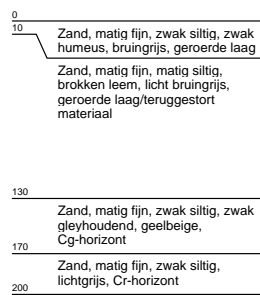 0
10
Zand, matig fijn, zwak siltig, zwak
humeus, bruingrijs, geroerde laag
Zand, matig fijn, matig siltig,
brokken leem, licht bruingrijs,
geroerde laag/teruggestort
materiaal
130
Zand, matig fijn, zwak siltig, zwak
gleyhoudend, geelbeige,
Cg-horizont
170
Zand, matig fijn, zwak siltig,
lichtgrijs, Cr-horizont
200